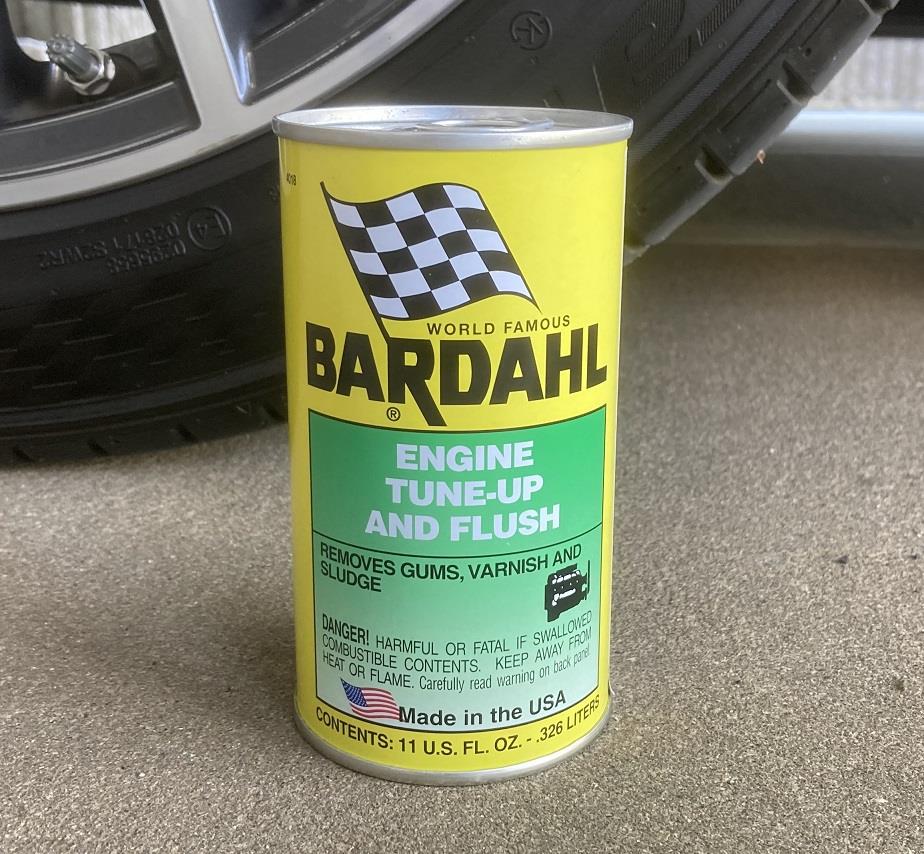 4018
WORLD FAMOUS
BARDAHL
®
ENGINE
TUNE-UP
AND FLUSH
REMOVES GUMS, VARNISH AND
SLUDGE
DANGER! HARMFUL OR FATAL IF SWALLOWED
COMBUSTIBLE CONTENTS. KEEP AWAY FROM
HEAT OR FLAME. Carefully read warning on back panel.
Made in the USA
CONTENTS: 11 U.S. FL. OZ. - .326 LITERS